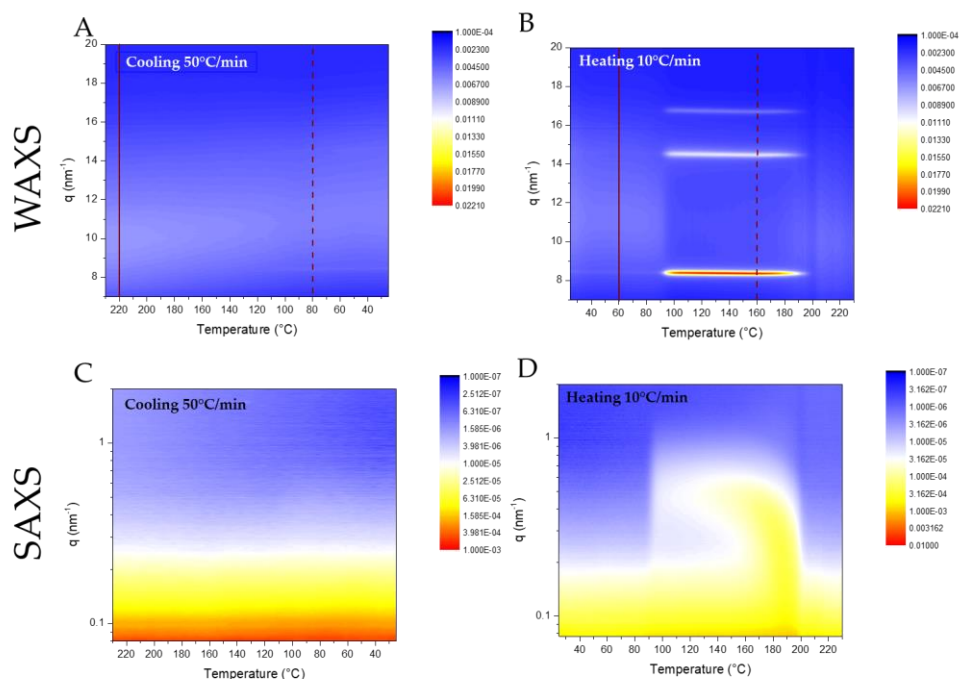 WAXS
A
Cooling 50°C/min
q (nm⁻¹)
20
18
16
14
12
10
8
220 200 180 160 140 120 100 80 60 40
Temperature (°C)
1.000E-04
0.002300
0.004500
0.006700
0.008900
0.01110
0.01330
0.01550
0.01770
0.01990
0.02210
B
Heating 10°C/min
q (nm⁻¹)
20
18
16
14
12
10
8
40 60 80 100 120 140 160 180 200 220
Temperature (°C)
1.000E-04
0.002300
0.004500
0.006700
0.008900
0.01110
0.01330
0.01550
0.01770
0.01990
0.02210
SAXS
C
Cooling 50°C/min
q (nm⁻¹)
1
0.1
220 200 180 160 140 120 100 80 60 40
Temperature (°C)
1.000E-07
2.512E-07
6.310E-07
1.585E-06
3.981E-06
1.000E-05
2.512E-05
6.310E-05
1.585E-04
3.981E-04
1.000E-03
D
Heating 10°C/min
q (nm⁻¹)
1
0.1
40 60 80 100 120 140 160 180 200 220
Temperature (°C)
1.000E-07
3.162E-07
1.000E-06
3.162E-06
1.000E-05
3.162E-05
1.000E-04
3.162E-04
1.000E-03
0.003162
0.01000